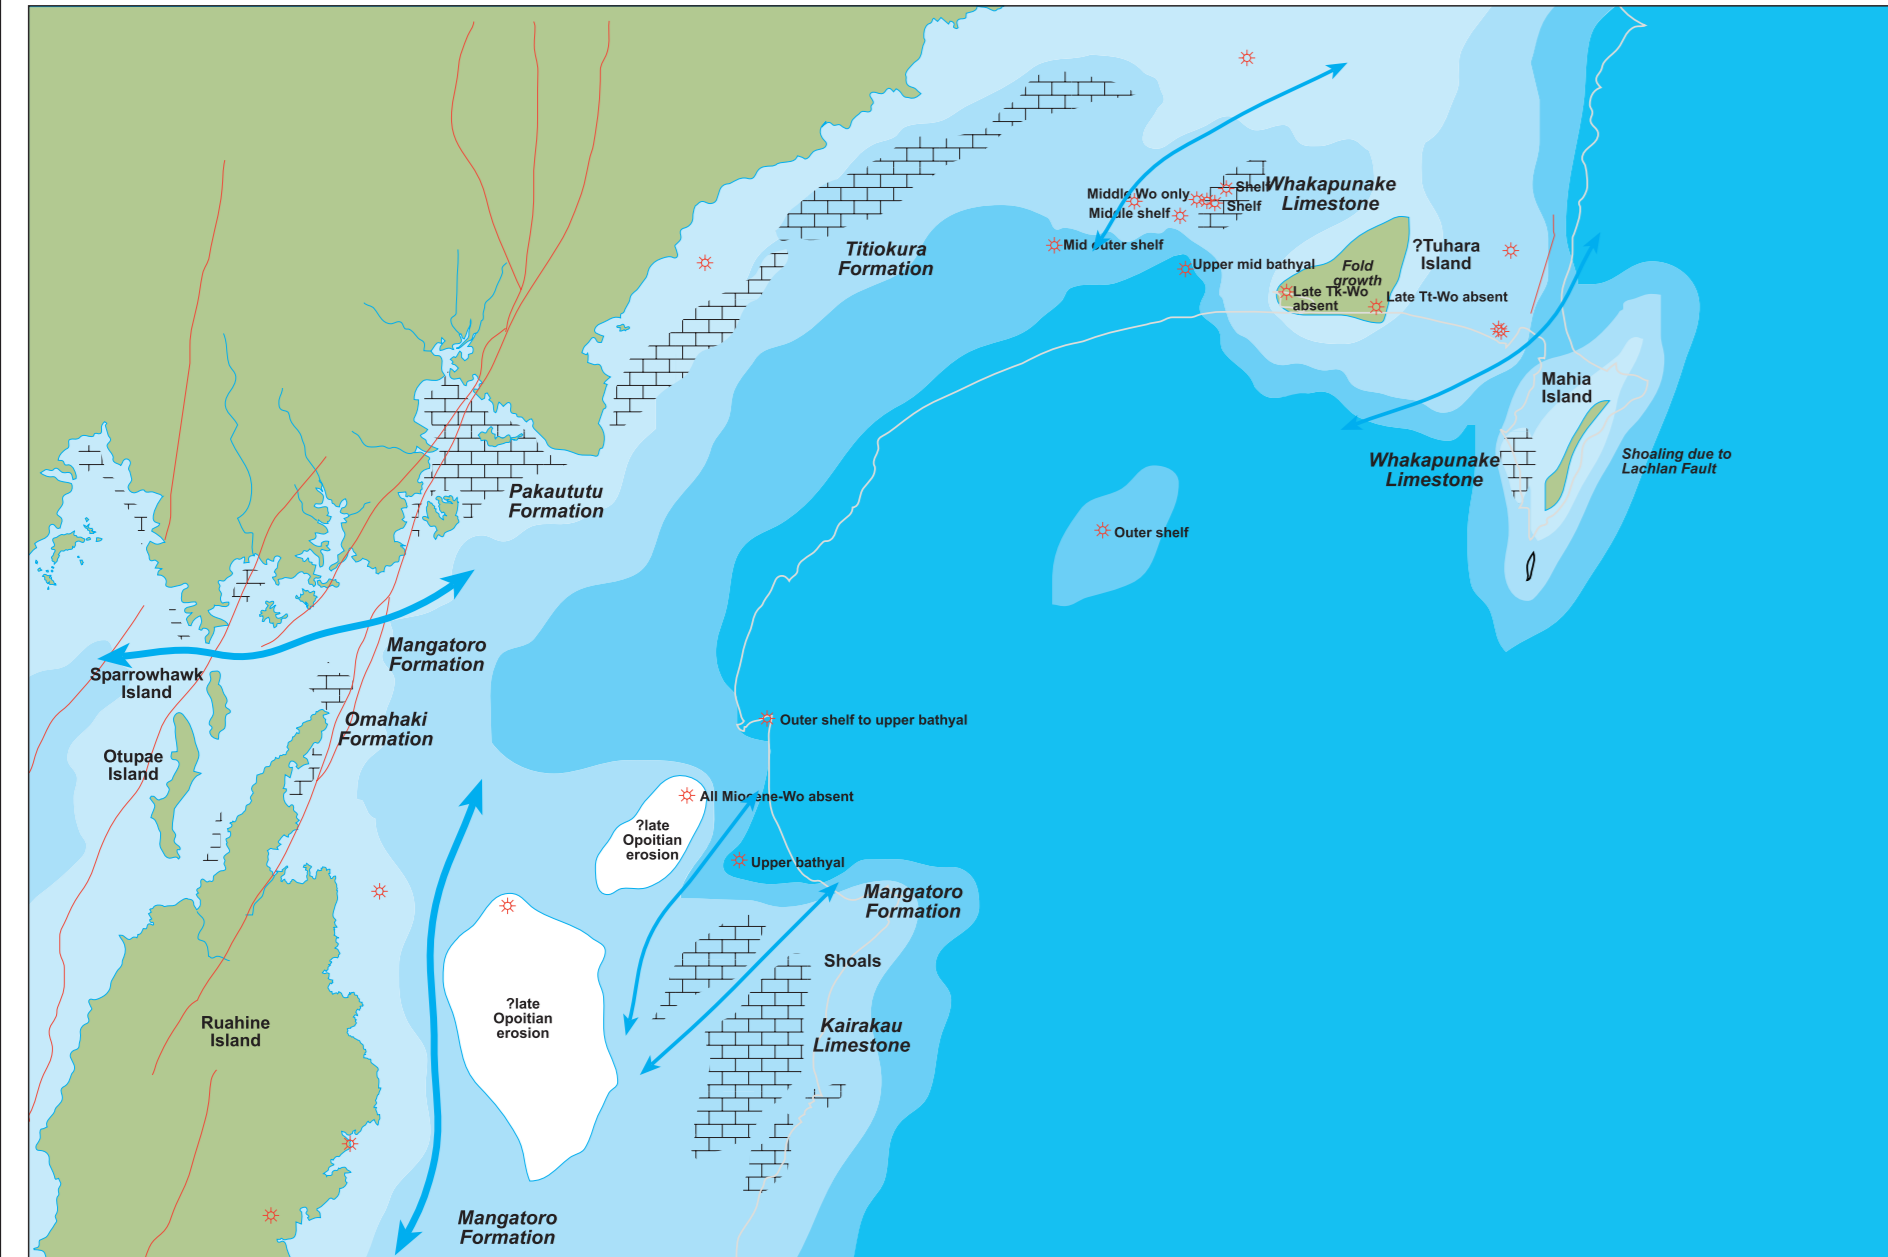 Middle Wo only
Shelf
Whakapunake
Limestone
Middle shelf
Shelf
Mid outer shelf
Titiokura
Formation
Upper mid bathyal
?Tuhara
Island
Fold
growth
Late Tk-Wo
absent
Late Tt-Wo absent
Mahia
Island
Whakapunake
Limestone
Shoaling due to
Lachlan Fault
Pakaututu
Formation
Outer shelf
Mangatoro
Formation
Sparrowhawk
Island
Omahaki
Formation
Outer shelf to upper bathyal
Otupae
Island
All Miocene-Wo absent
?late
Opoitian
erosion
Upper bathyal
Mangatoro
Formation
Shoals
?late
Opoitian
erosion
Ruahine
Island
Kairakau
Limestone
Mangatoro
Formation